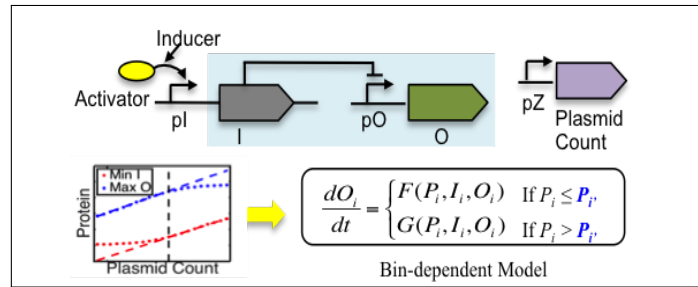 Inducer
Activator
pI
I
pO
O
pZ
Plasmid
Count
Min I
Max O
Protein
Plasmid Count
dO_i/dt = { F(P_i, I_i, O_i) If P_i ≤ P_i'
G(P_i, I_i, O_i) If P_i > P_i'
Bin-dependent Model